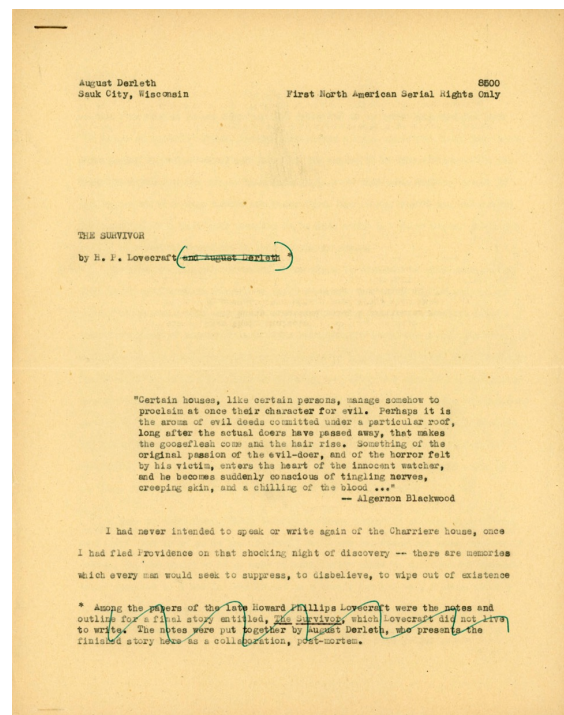 August Derleth 8500
Sauk City, Wisconsin First North American Serial Rights Only
THE SURVIVOR
by H. P. Lovecraft (and August Derleth *)
"Certain houses, like certain persons, manage somehow to
proclaim at once their character for evil. Perhaps it is
the aroma of evil deeds committed under a particular roof,
long after the actual doers have passed away, that makes
the gooseflesh come and the hair rise. Something of the
original passion of the evil-doer, and of the horror felt
by his victim, enters the heart of the innocent watcher,
and he becomes suddenly conscious of tingling nerves,
creeping skin, and a chilling of the blood ..."
-- Algernon Blackwood
I had never intended to speak or write again of the Charriere house, once
I had fled Providence on that shocking night of discovery -- there are memories
which every man would seek to suppress, to disbelieve, to wipe out of existence
* Among the papers of the late Howard Phillips Lovecraft were the notes and
outline for a final story entitled, The Survivor, which Lovecraft did not live
to write. The notes were put together by August Derleth, who presents the
finished story here as a collaboration, post-mortem.